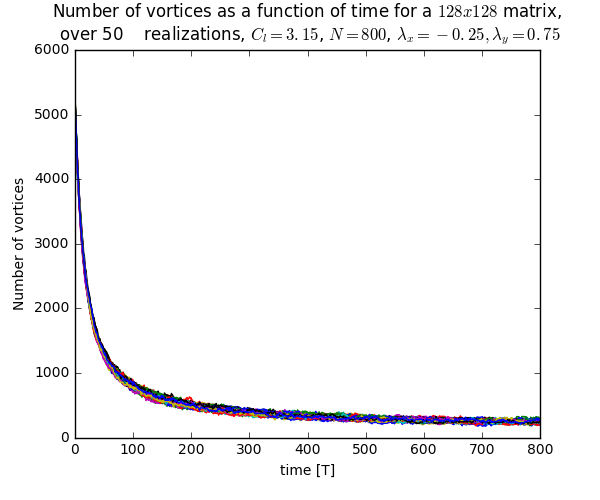 Number of vortices as a function of time for a 128x128 matrix,
over 50 realizations, C_l = 3.15, N = 800, λ_x = −0.25, λ_y = 0.75
Number of vortices
6000
5000
4000
3000
2000
1000
0
0 100 200 300 400 500 600 700 800
time [T]